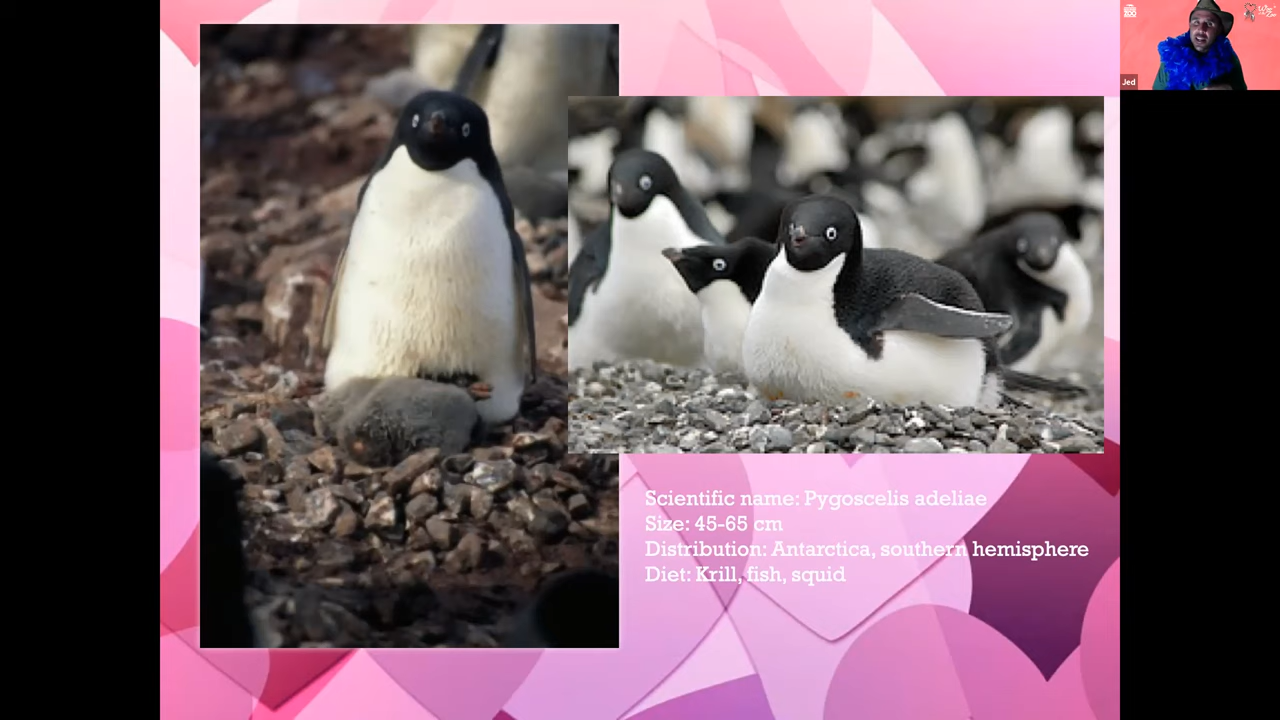 Jed
Scientific name: Pygoscelis adeliae
Size: 45-65 cm
Distribution: Antarctica, southern hemisphere
Diet: Krill, fish, squid